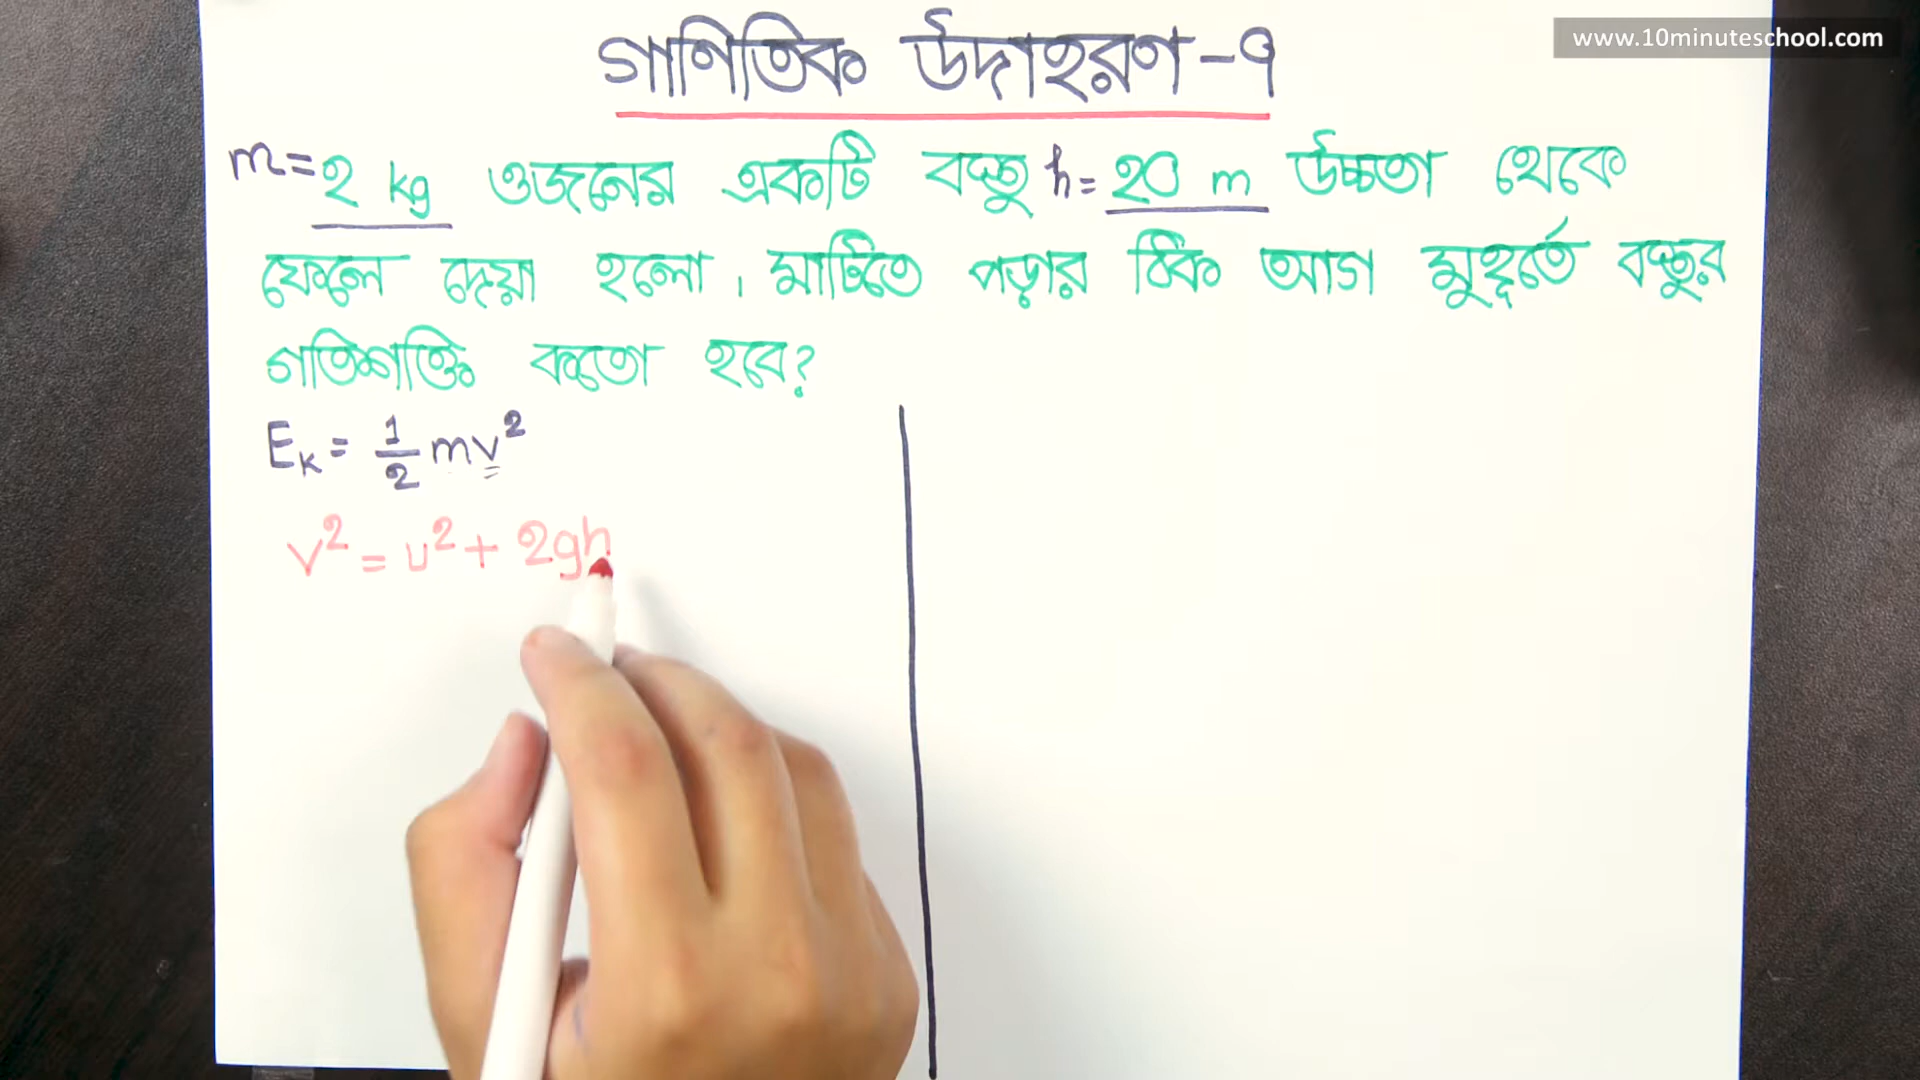 www.10minuteschool.com
গাণিতিক উদাহরণ -৭
m= ২ kg ওজনের একটি বস্তু h= ২০ m উচ্চতা থেকে
ফেলে দেয়া হলো। মাটিতে পড়ার ঠিক আগ মুহূর্তে বস্তুর
গতিশক্তি কতো হবে?
Eₖ = 1/2 mv²
v² = u² + 2gh